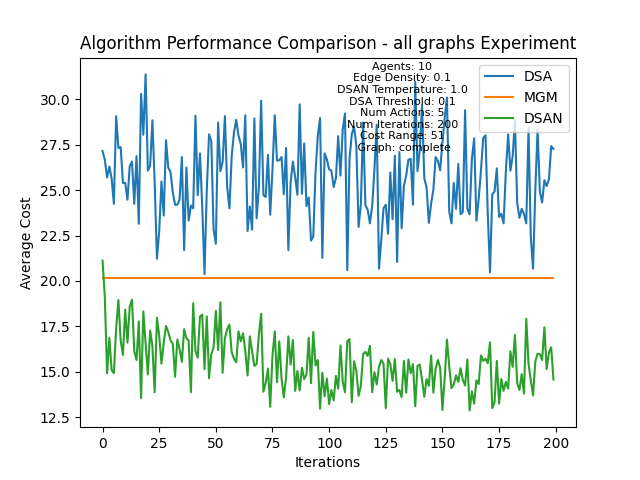 Algorithm Performance Comparison - all graphs Experiment
Agents: 10
Edge Density: 0.1
DSAN Temperature: 1.0
DSA Threshold: 0.1
Num Actions: 5
Num Iterations: 200
Cost Range: 51
Graph: complete
DSA
MGM
DSAN
Average Cost
30.0
27.5
25.0
22.5
20.0
17.5
15.0
12.5
0
25
50
75
100
125
150
175
200
Iterations